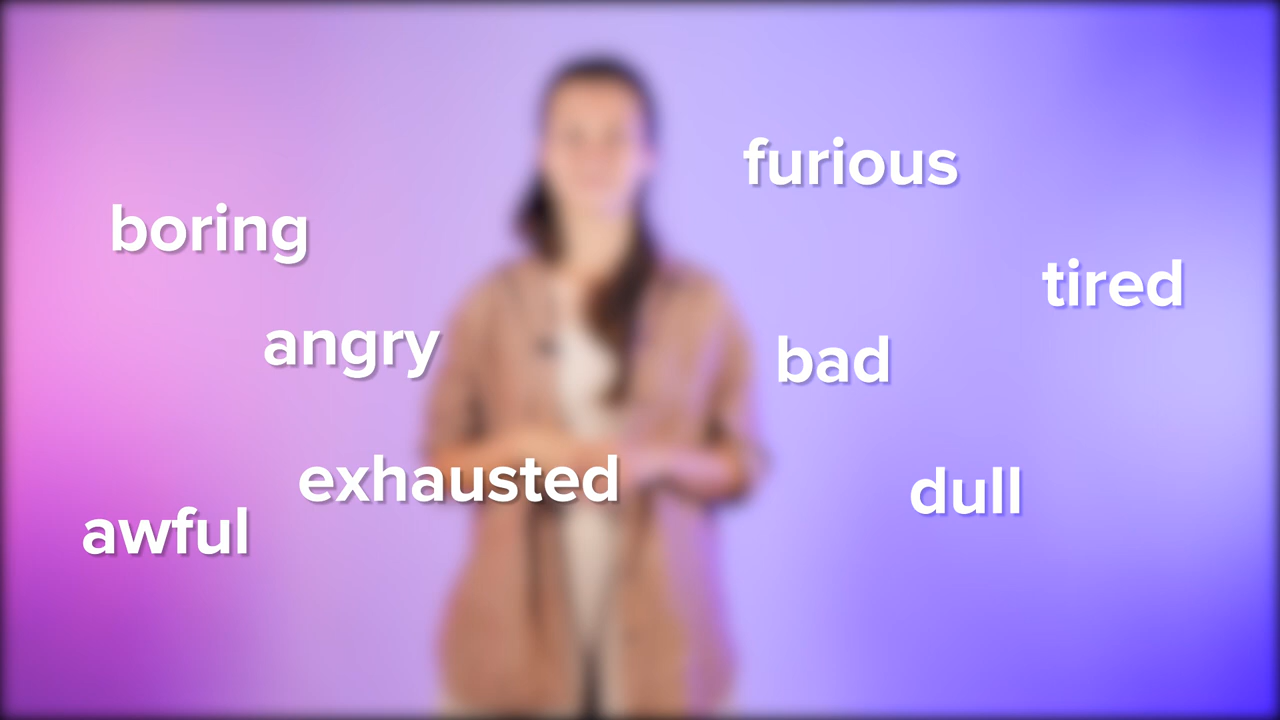 furious
boring
tired
angry
bad
exhausted
dull
awful